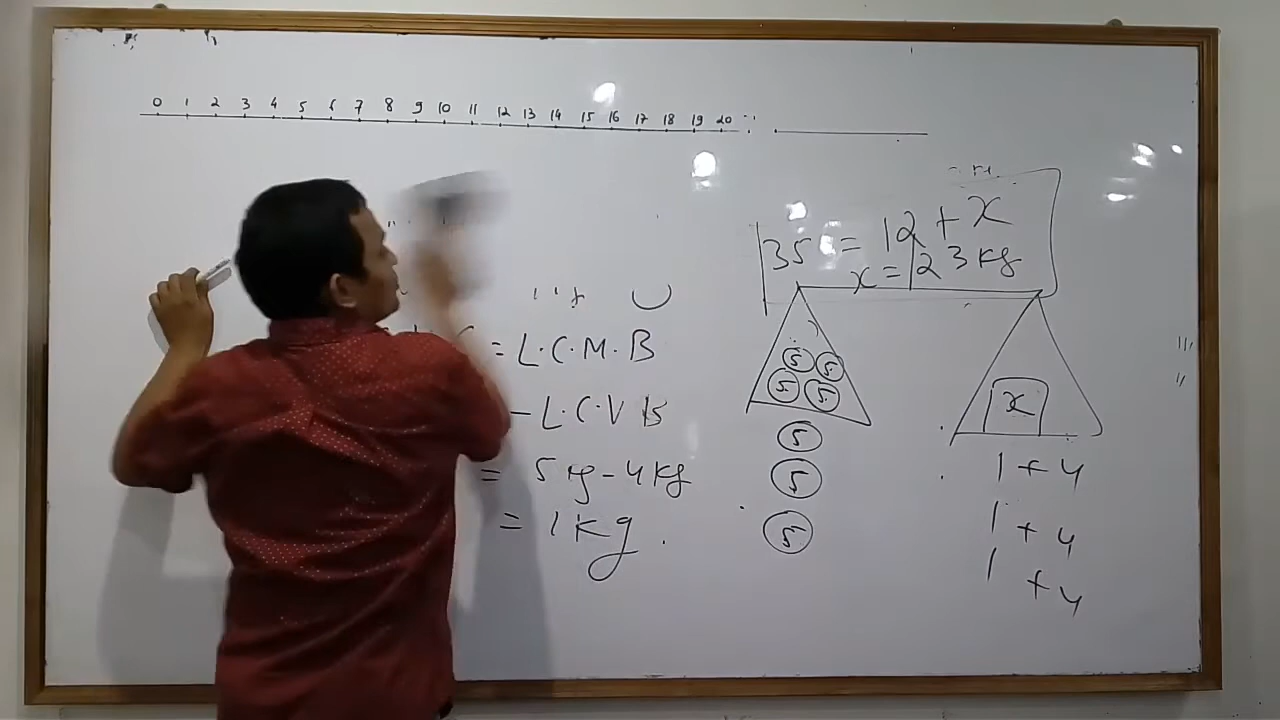 0 1 2 3 4 5 6 7 8 9 10 11 12 13 14 15 16 17 18 19 20
35 = 12 + x
x = 23 kg
= L.C.M.B
- L.C.V B
= 5 kg - 4 kg
= 1 kg.
5 5
5 5
5
5
5
x
1 + 4
1 + 4
1 + 4